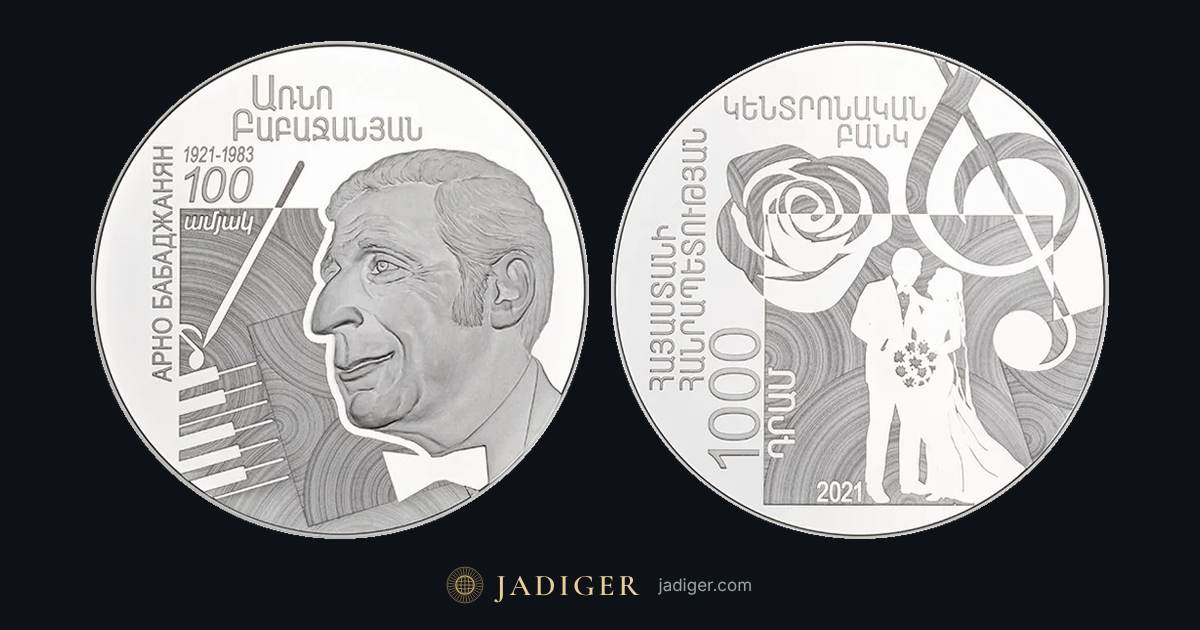 ԱՌՆՈ
ԲԱԲԱՋԱՆՅԱՆ
1921-1983
100
ամյակ
АРНО БАБАДЖАНЯН
ԿԵՆՏՐՈՆԱԿԱՆ
ԲԱՆԿ
ՀԱՅԱՍՏԱՆԻ
ՀԱՆՐԱՊԵՏՈՒԹՅԱՆ
1000
ԴՐԱՄ
2021
JADIGER jadiger.com